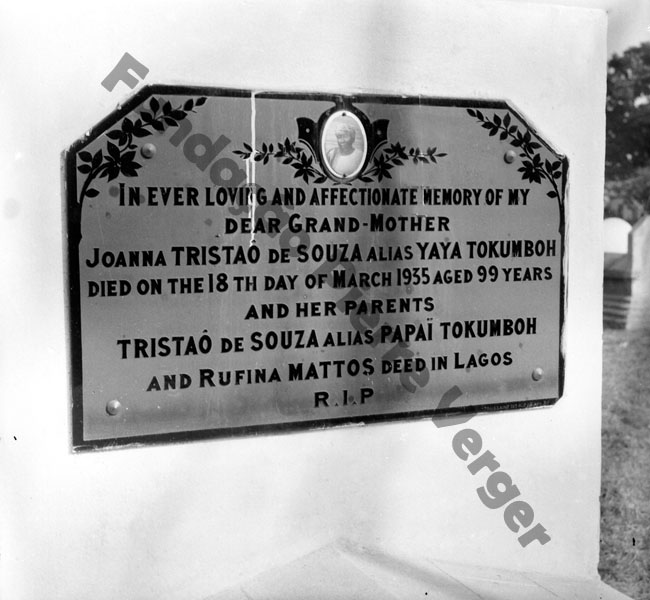 IN EVER LOVING AND AFFECTIONATE MEMORY OF MY
DEAR GRAND-MOTHER
JOANNA TRISTAÔ DE SOUZA ALIAS YAYA TOKUMBOH
DIED ON THE 18TH DAY OF MARCH 1935 AGED 99 YEARS
AND HER PARENTS
TRISTAÔ DE SOUZA ALIAS PAPAÏ TOKUMBOH
AND RUFINA MATTOS DEED IN LAGOS
R.I.P
Fundação Pierre Verger